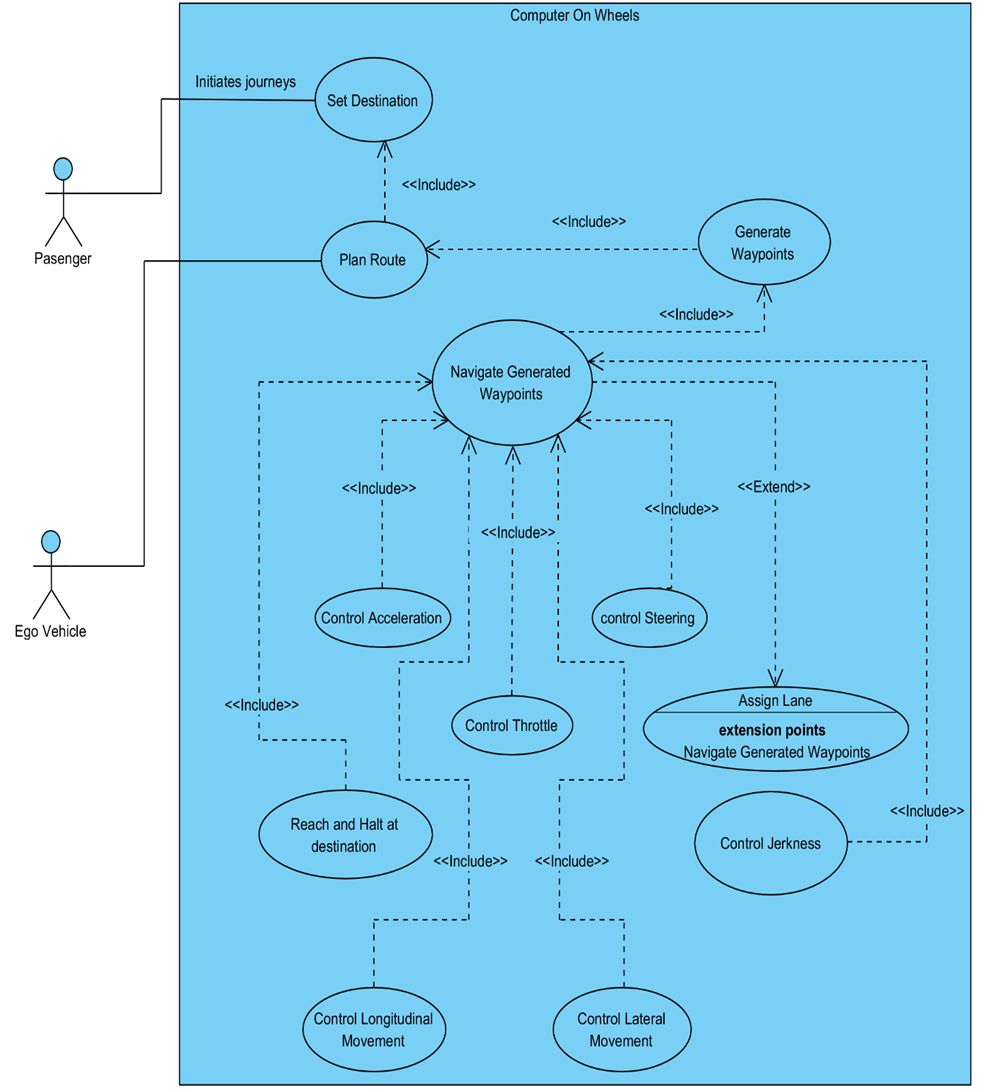 Computer On Wheels
Initiates journeys
Set Destination
<<Include>>
Pasenger
Plan Route
<<Include>>
Generate
Waypoints
<<Include>>
Navigate Generated
Waypoints
<<Include>>
<<Extend>>
<<Include>>
<<Include>>
Ego Vehicle
Control Acceleration
control Steering
<<Include>>
Control Throttle
Assign Lane
extension points
Navigate Generated Waypoints
<<Include>>
Reach and Halt at
destination
Control Jerkness
<<Include>>
<<Include>>
Control Longitudinal
Movement
Control Lateral
Movement